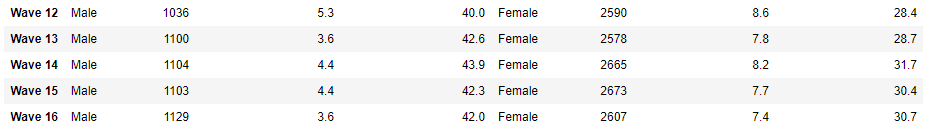 Wave 12 Male 1036 5.3 40.0 Female 2590 8.6 28.4
Wave 13 Male 1100 3.6 42.6 Female 2578 7.8 28.7
Wave 14 Male 1104 4.4 43.9 Female 2665 8.2 31.7
Wave 15 Male 1103 4.4 42.3 Female 2673 7.7 30.4
Wave 16 Male 1129 3.6 42.0 Female 2607 7.4 30.7